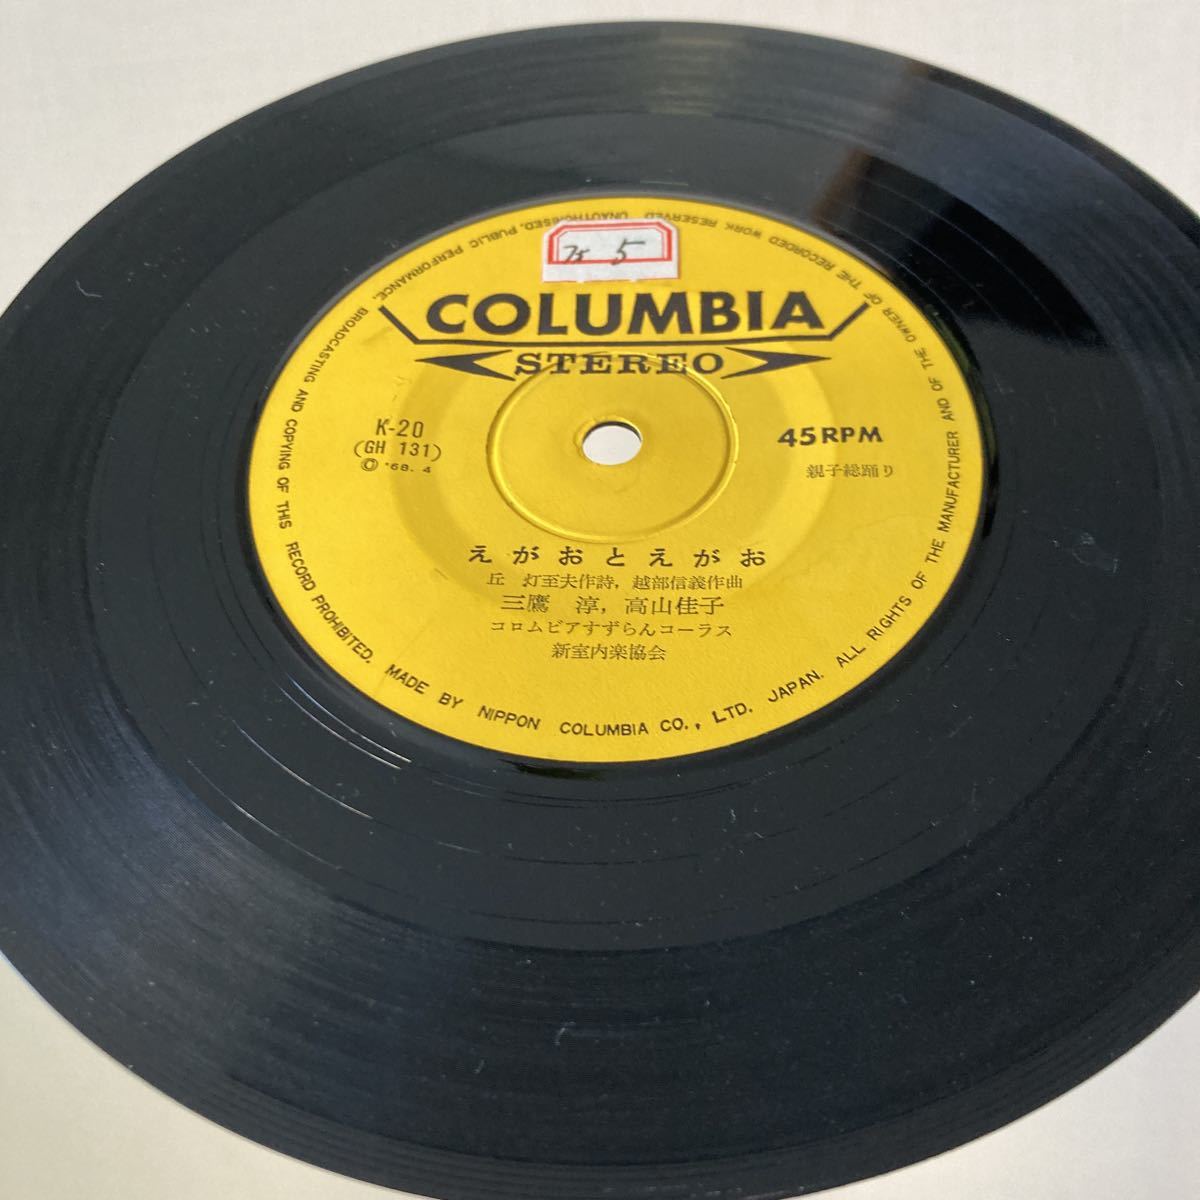 5
COLUMBIA
STEREO
K-20
(GH 131)
© '68. 4
45 RPM
親子総踊り
えがおとえがお
丘 灯至夫作詩, 越部信義作曲
三鷹 淳, 高山佳子
コロムビアすずらんコーラス
新室内楽協会
MADE BY NIPPON COLUMBIA CO., LTD. JAPAN. ALL RIGHTS OF THE MANUFACTURER AND OF THE OWNER OF THE RECORDED WORK RESERVED UNAUTHORISED. PUBLIC PERFORMANCE. BROADCASTING AND COPYING OF THIS RECORD PROHIBITED.